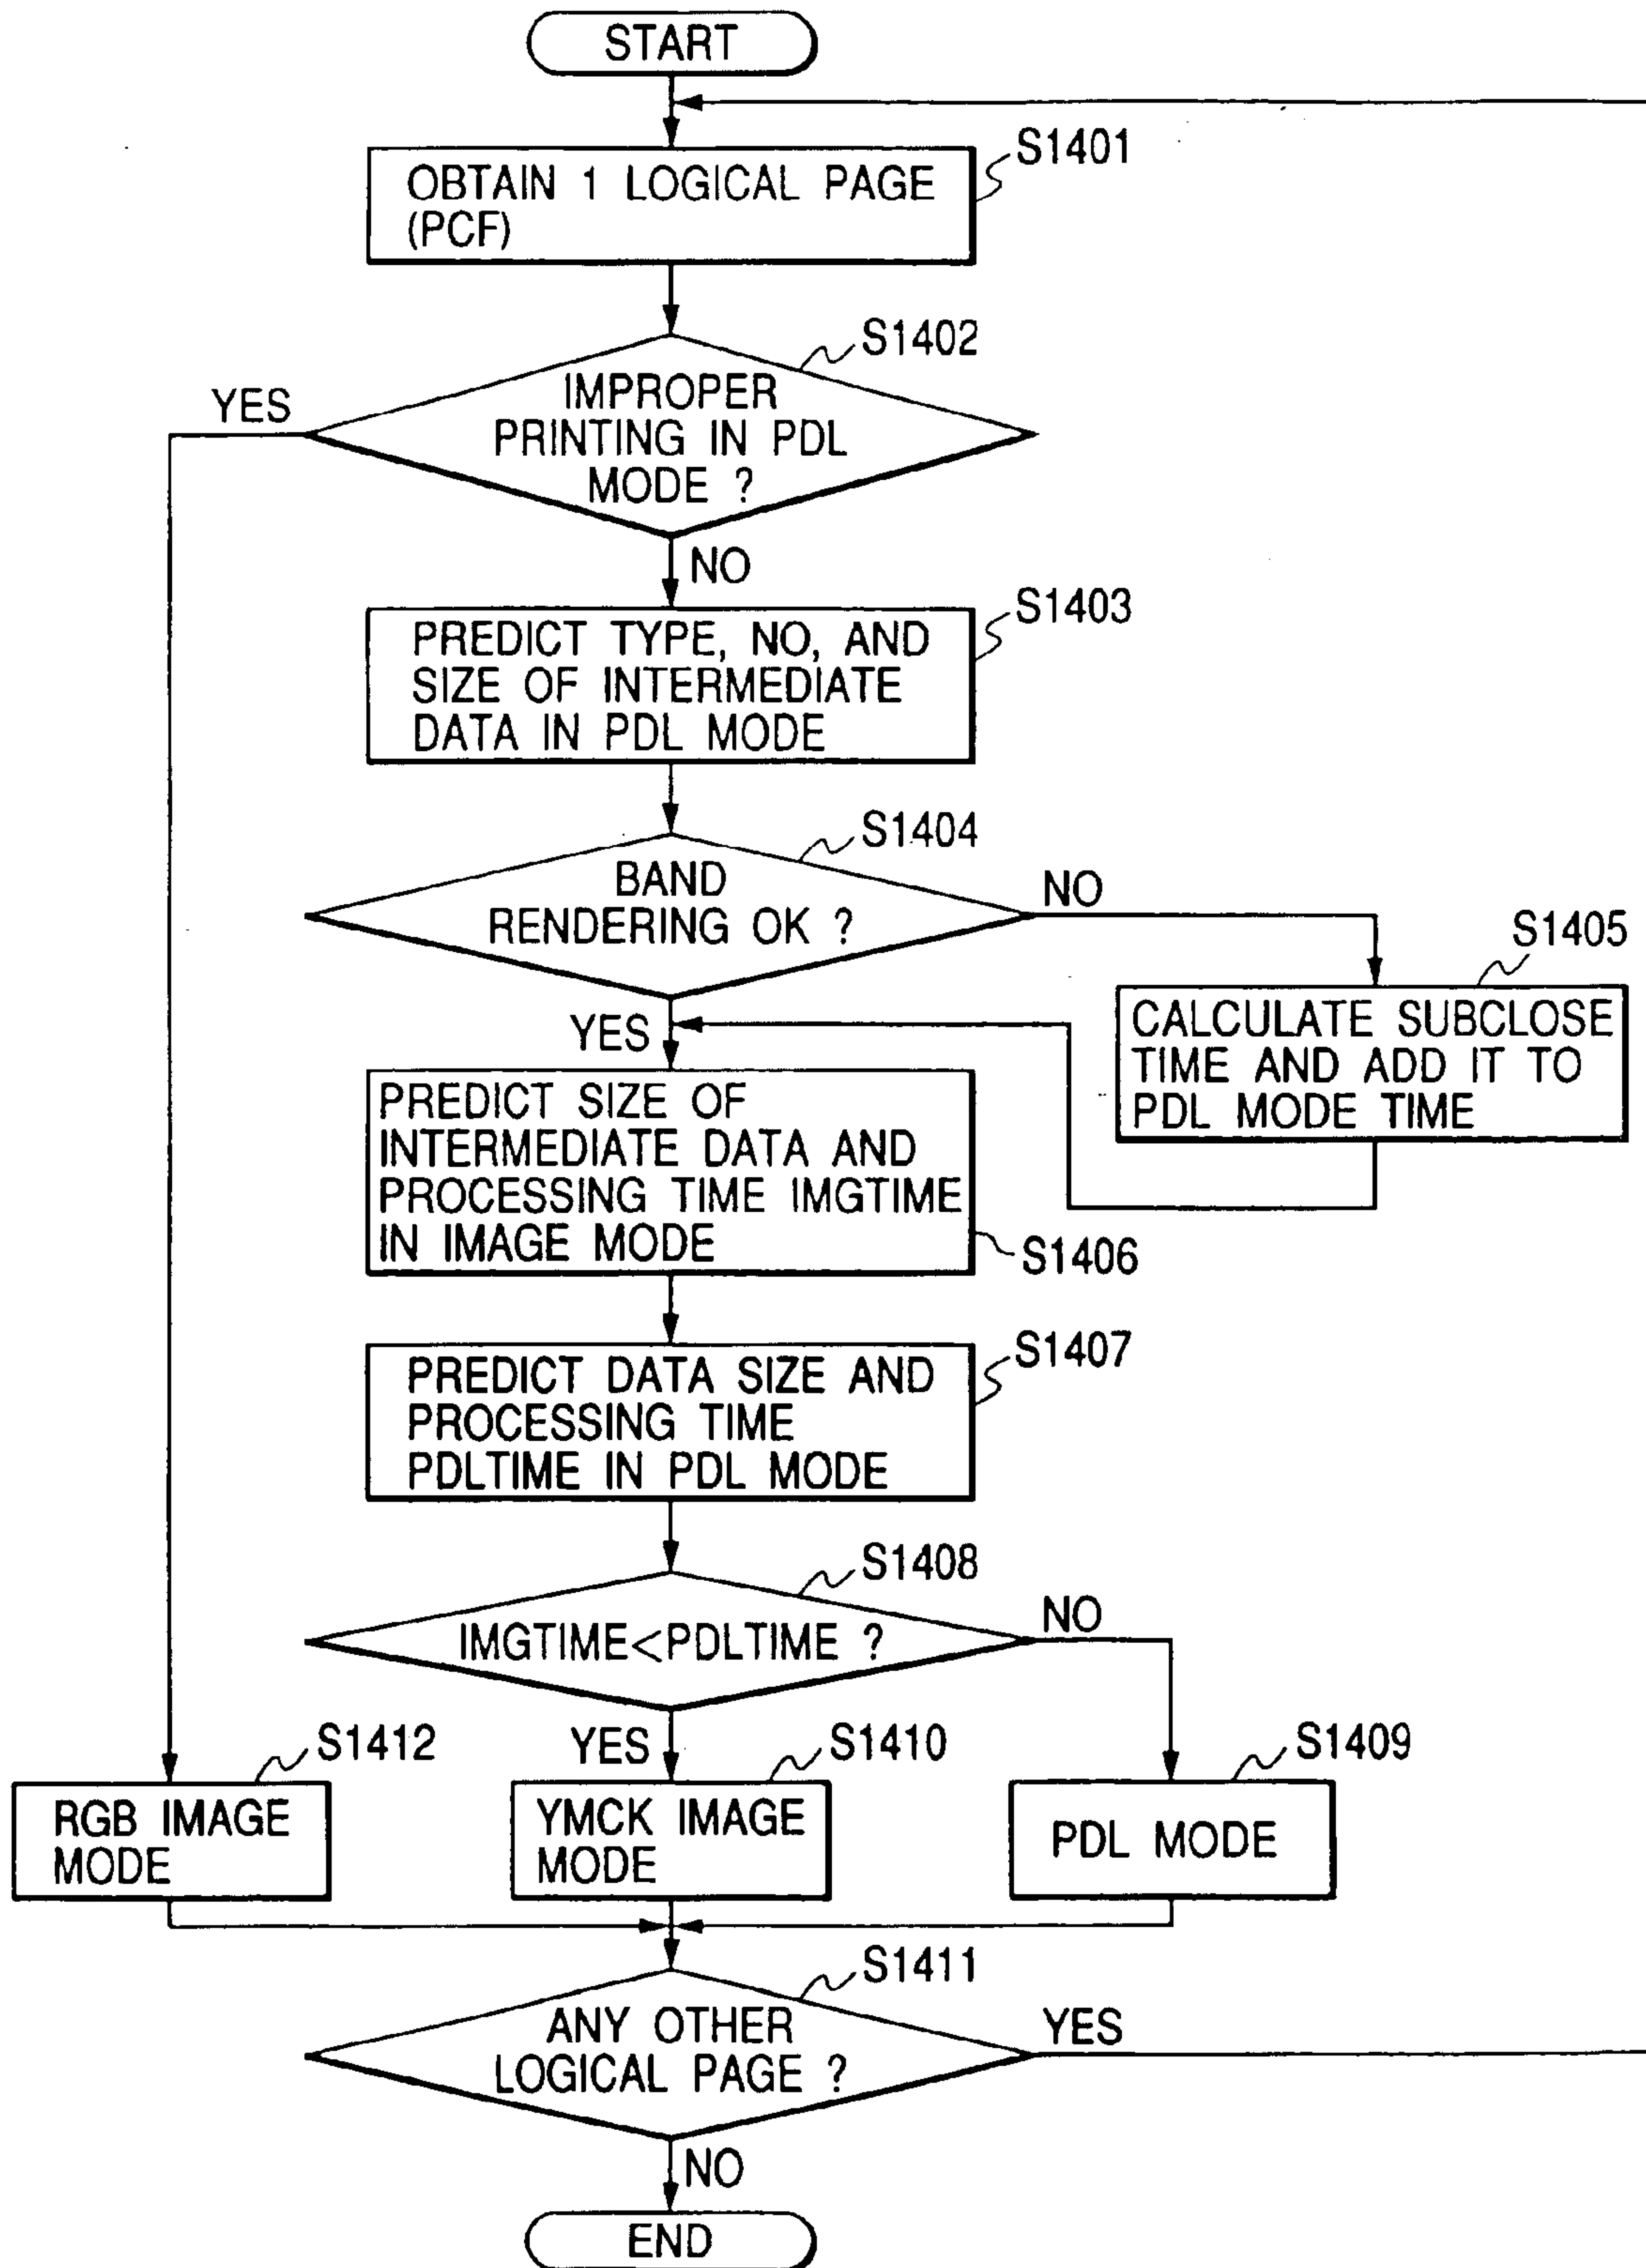 START
S1401
OBTAIN 1 LOGICAL PAGE
(PCF)
S1402
YES
IMPROPER
PRINTING IN PDL
MODE ?
NO
S1403
PREDICT TYPE, NO, AND
SIZE OF INTERMEDIATE
DATA IN PDL MODE
S1404
BAND
RENDERING OK ?
NO
S1405
YES
CALCULATE SUBCLOSE
TIME AND ADD IT TO
PDL MODE TIME
PREDICT SIZE OF
INTERMEDIATE DATA AND
PROCESSING TIME IMGTIME
IN IMAGE MODE
S1406
S1407
PREDICT DATA SIZE AND
PROCESSING TIME
PDLTIME IN PDL MODE
S1408
IMGTIME<PDLTIME ?
NO
S1412
YES
S1410
S1409
RGB IMAGE
MODE
YMCK IMAGE
MODE
PDL MODE
S1411
ANY OTHER
LOGICAL PAGE ?
YES
NO
END